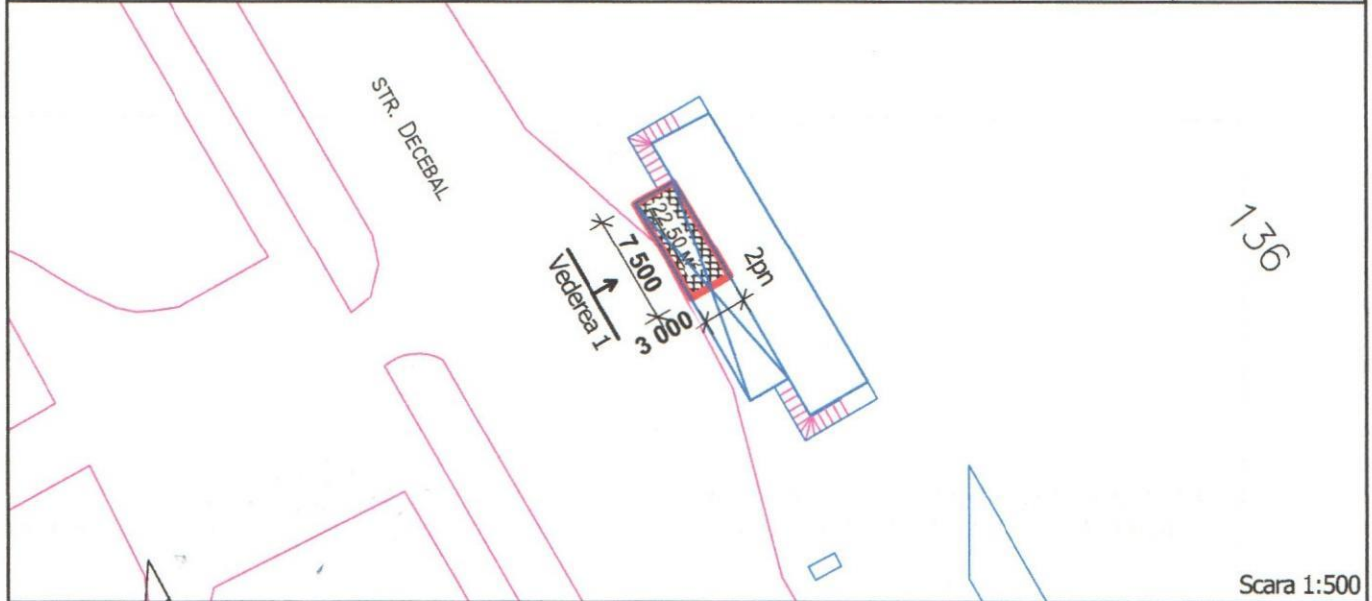 STR. DECEBAL
136
22.50 M²
2pn
7 500
Vederea 1
3 000
Scara 1:500